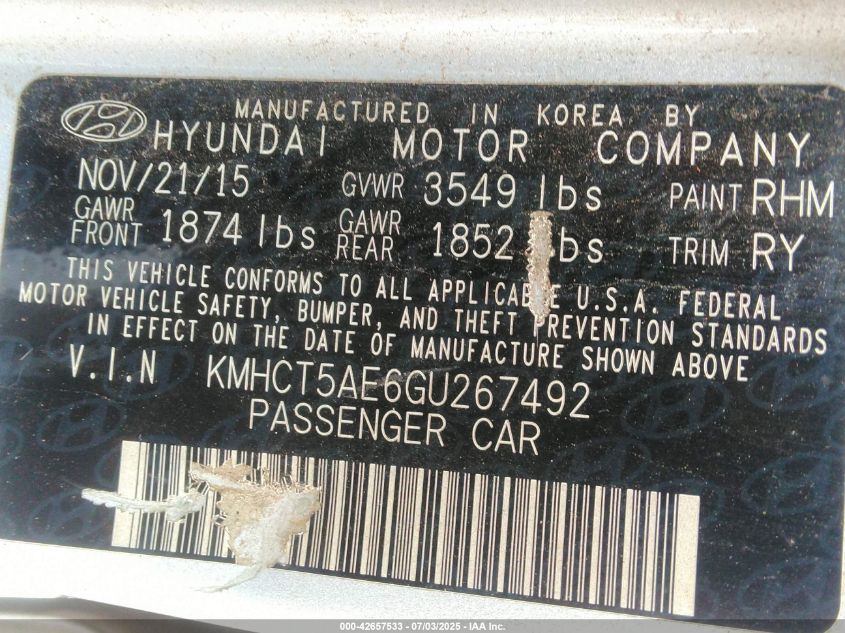 MANUFACTURED IN KOREA BY
HYUNDAI MOTOR COMPANY
NOV/21/15 GVWR 3549 lbs PAINT RHM
GAWR FRONT 1874 lbs GAWR REAR 1852 lbs TRIM RY
THIS VEHICLE CONFORMS TO ALL APPLICABLE U.S.A. FEDERAL
MOTOR VEHICLE SAFETY, BUMPER, AND THEFT PREVENTION STANDARDS
IN EFFECT ON THE DATE OF MANUFACTURE SHOWN ABOVE
V.I.N KMHCT5AE6GU267492
PASSENGER CAR
000-42657533 - 07/03/2025 - IAA Inc.